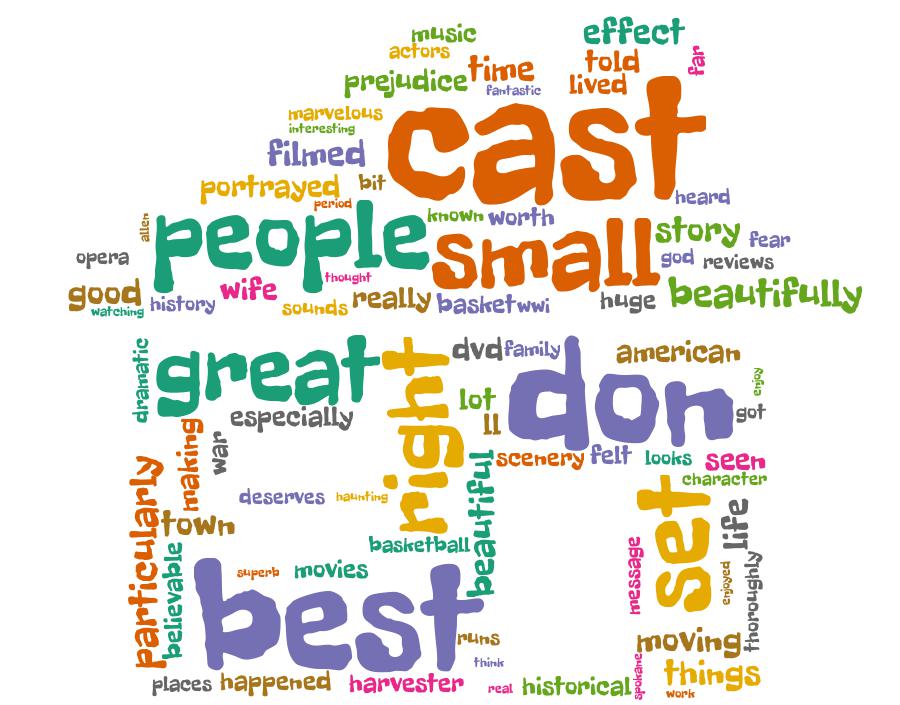 music
effect
actors
told
far
prejudice
time
fantastic
lived
marvelous
interesting
cast
filmed
portrayed
bit
period
heard
allen
people
known
worth
small
story
fear
opera
thought
god
reviews
good
watching
history
wife
sounds
really
basket
wwi
huge
beautifully
dramatic
great
right
dvd
family
don
american
enjoy
especially
lot
ll
got
making
war
scenery
felt
looks
seen
character
particularly
deserves
haunting
beautiful
set
life
town
believable
basketball
message
enjoyed
thoroughly
superb
movies
best
runs
moving
think
places
happened
harvester
real
historical
spokane
things
work